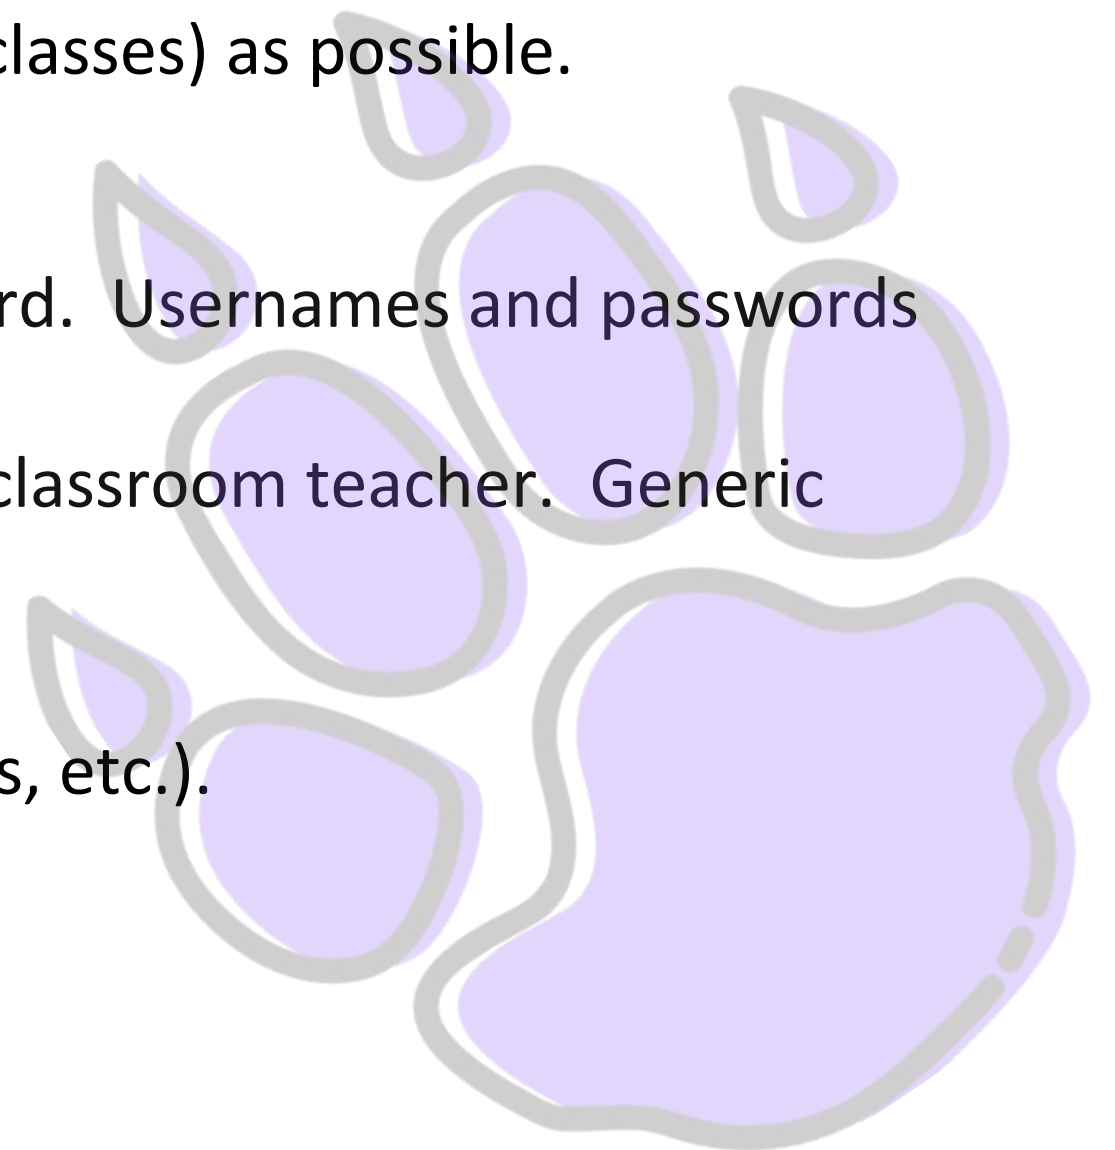 classes) as possible.
rd. Usernames and passwords
classroom teacher. Generic
s, etc.).